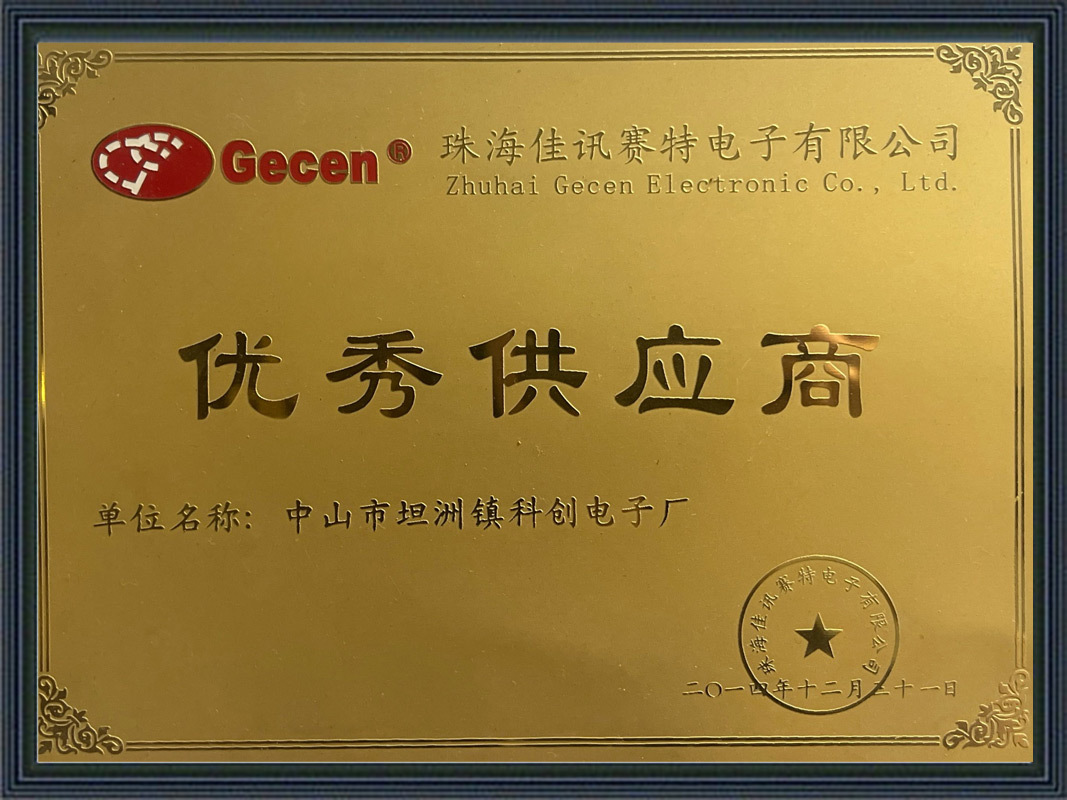 Gecen®
珠海佳讯赛特电子有限公司
Zhuhai Gecen Electronic Co., Ltd.
优秀供应商
单位名称：中山市坦洲镇科创电子厂
珠海佳讯赛特电子有限公司
二〇一四年十二月三十一日